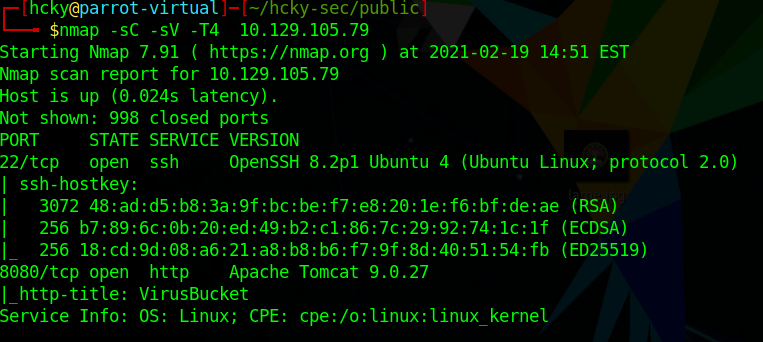 ┌─[hcky@parrot-virtual]─[~/hcky-sec/public]
└──╼ $nmap -sC -sV -T4  10.129.105.79
Starting Nmap 7.91 ( https://nmap.org ) at 2021-02-19 14:51 EST
Nmap scan report for 10.129.105.79
Host is up (0.024s latency).
Not shown: 998 closed ports
PORT     STATE SERVICE VERSION
22/tcp   open  ssh     OpenSSH 8.2p1 Ubuntu 4 (Ubuntu Linux; protocol 2.0)
| ssh-hostkey:
|   3072 48:ad:d5:b8:3a:9f:bc:be:f7:e8:20:1e:f6:bf:de:ae (RSA)
|   256 b7:89:6c:0b:20:ed:49:b2:c1:86:7c:29:92:74:1c:1f (ECDSA)
|_  256 18:cd:9d:08:a6:21:a8:b8:b6:f7:9f:8d:40:51:54:fb (ED25519)
8080/tcp open  http    Apache Tomcat 9.0.27
|_http-title: VirusBucket
Service Info: OS: Linux; CPE: cpe:/o:linux:linux_kernel